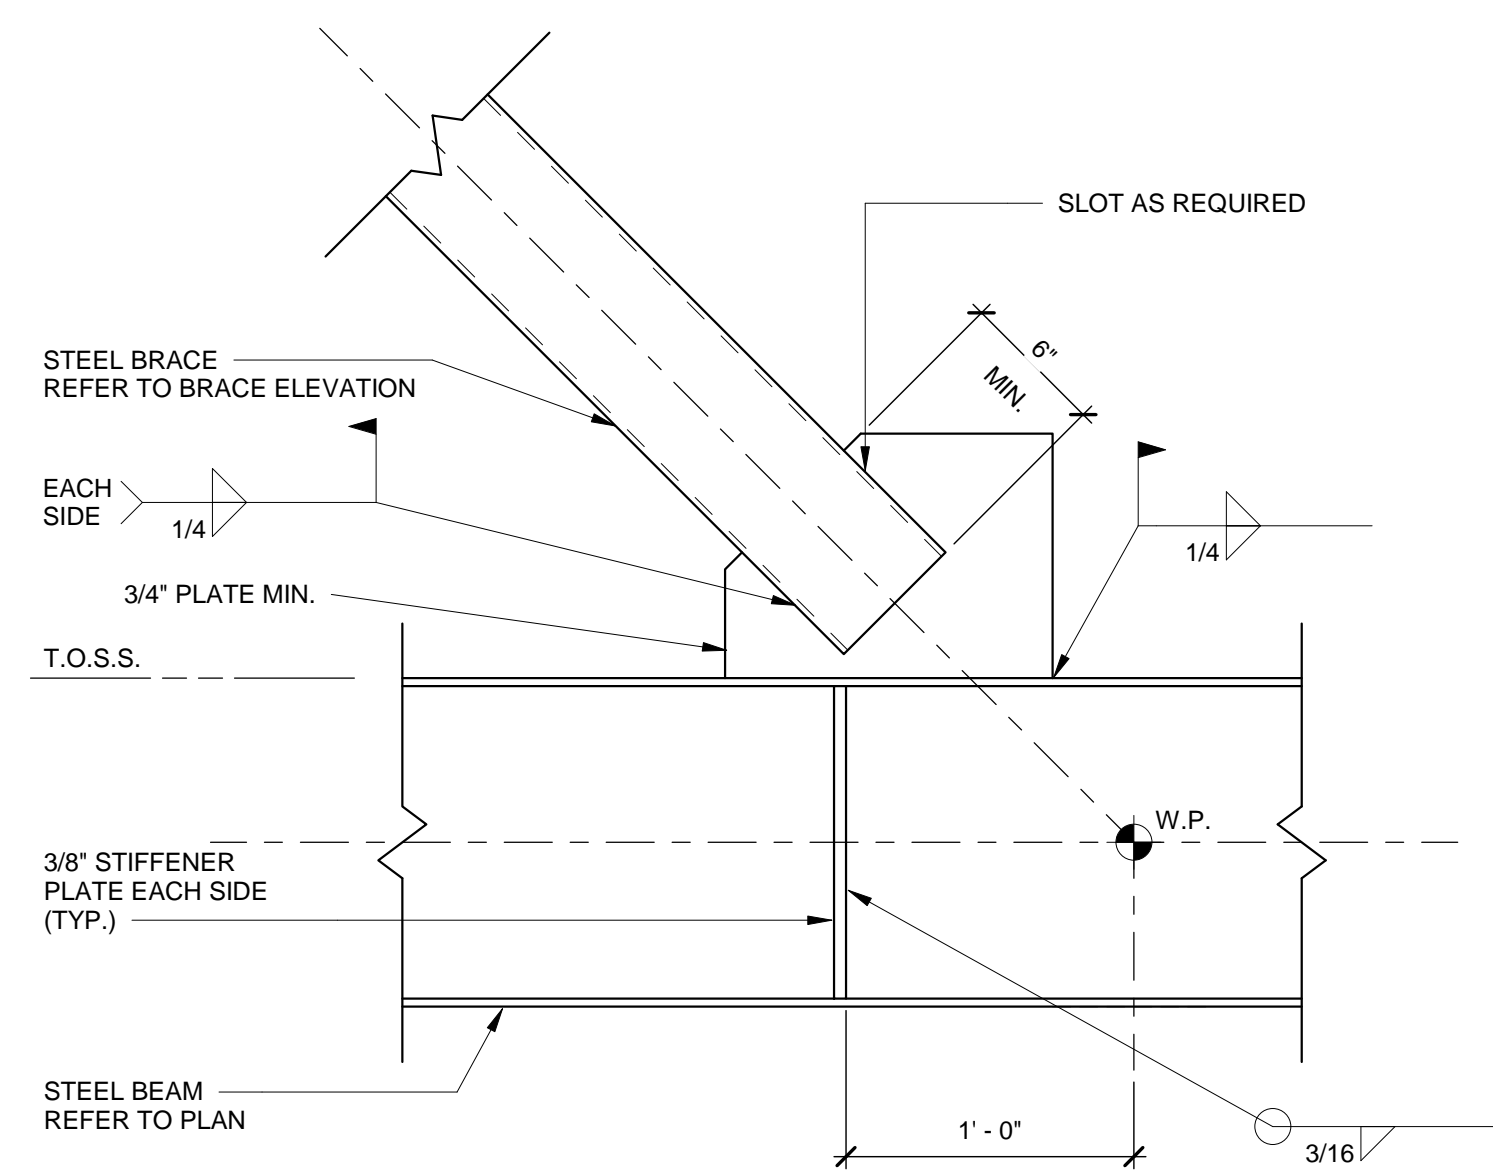 SLOT AS REQUIRED
6"
MIN.
STEEL BRACE
REFER TO BRACE ELEVATION
EACH
SIDE
1/4
1/4
3/4" PLATE MIN.
T.O.S.S.
W.P.
3/8" STIFFENER
PLATE EACH SIDE
(TYP.)
STEEL BEAM
REFER TO PLAN
1' - 0"
3/16